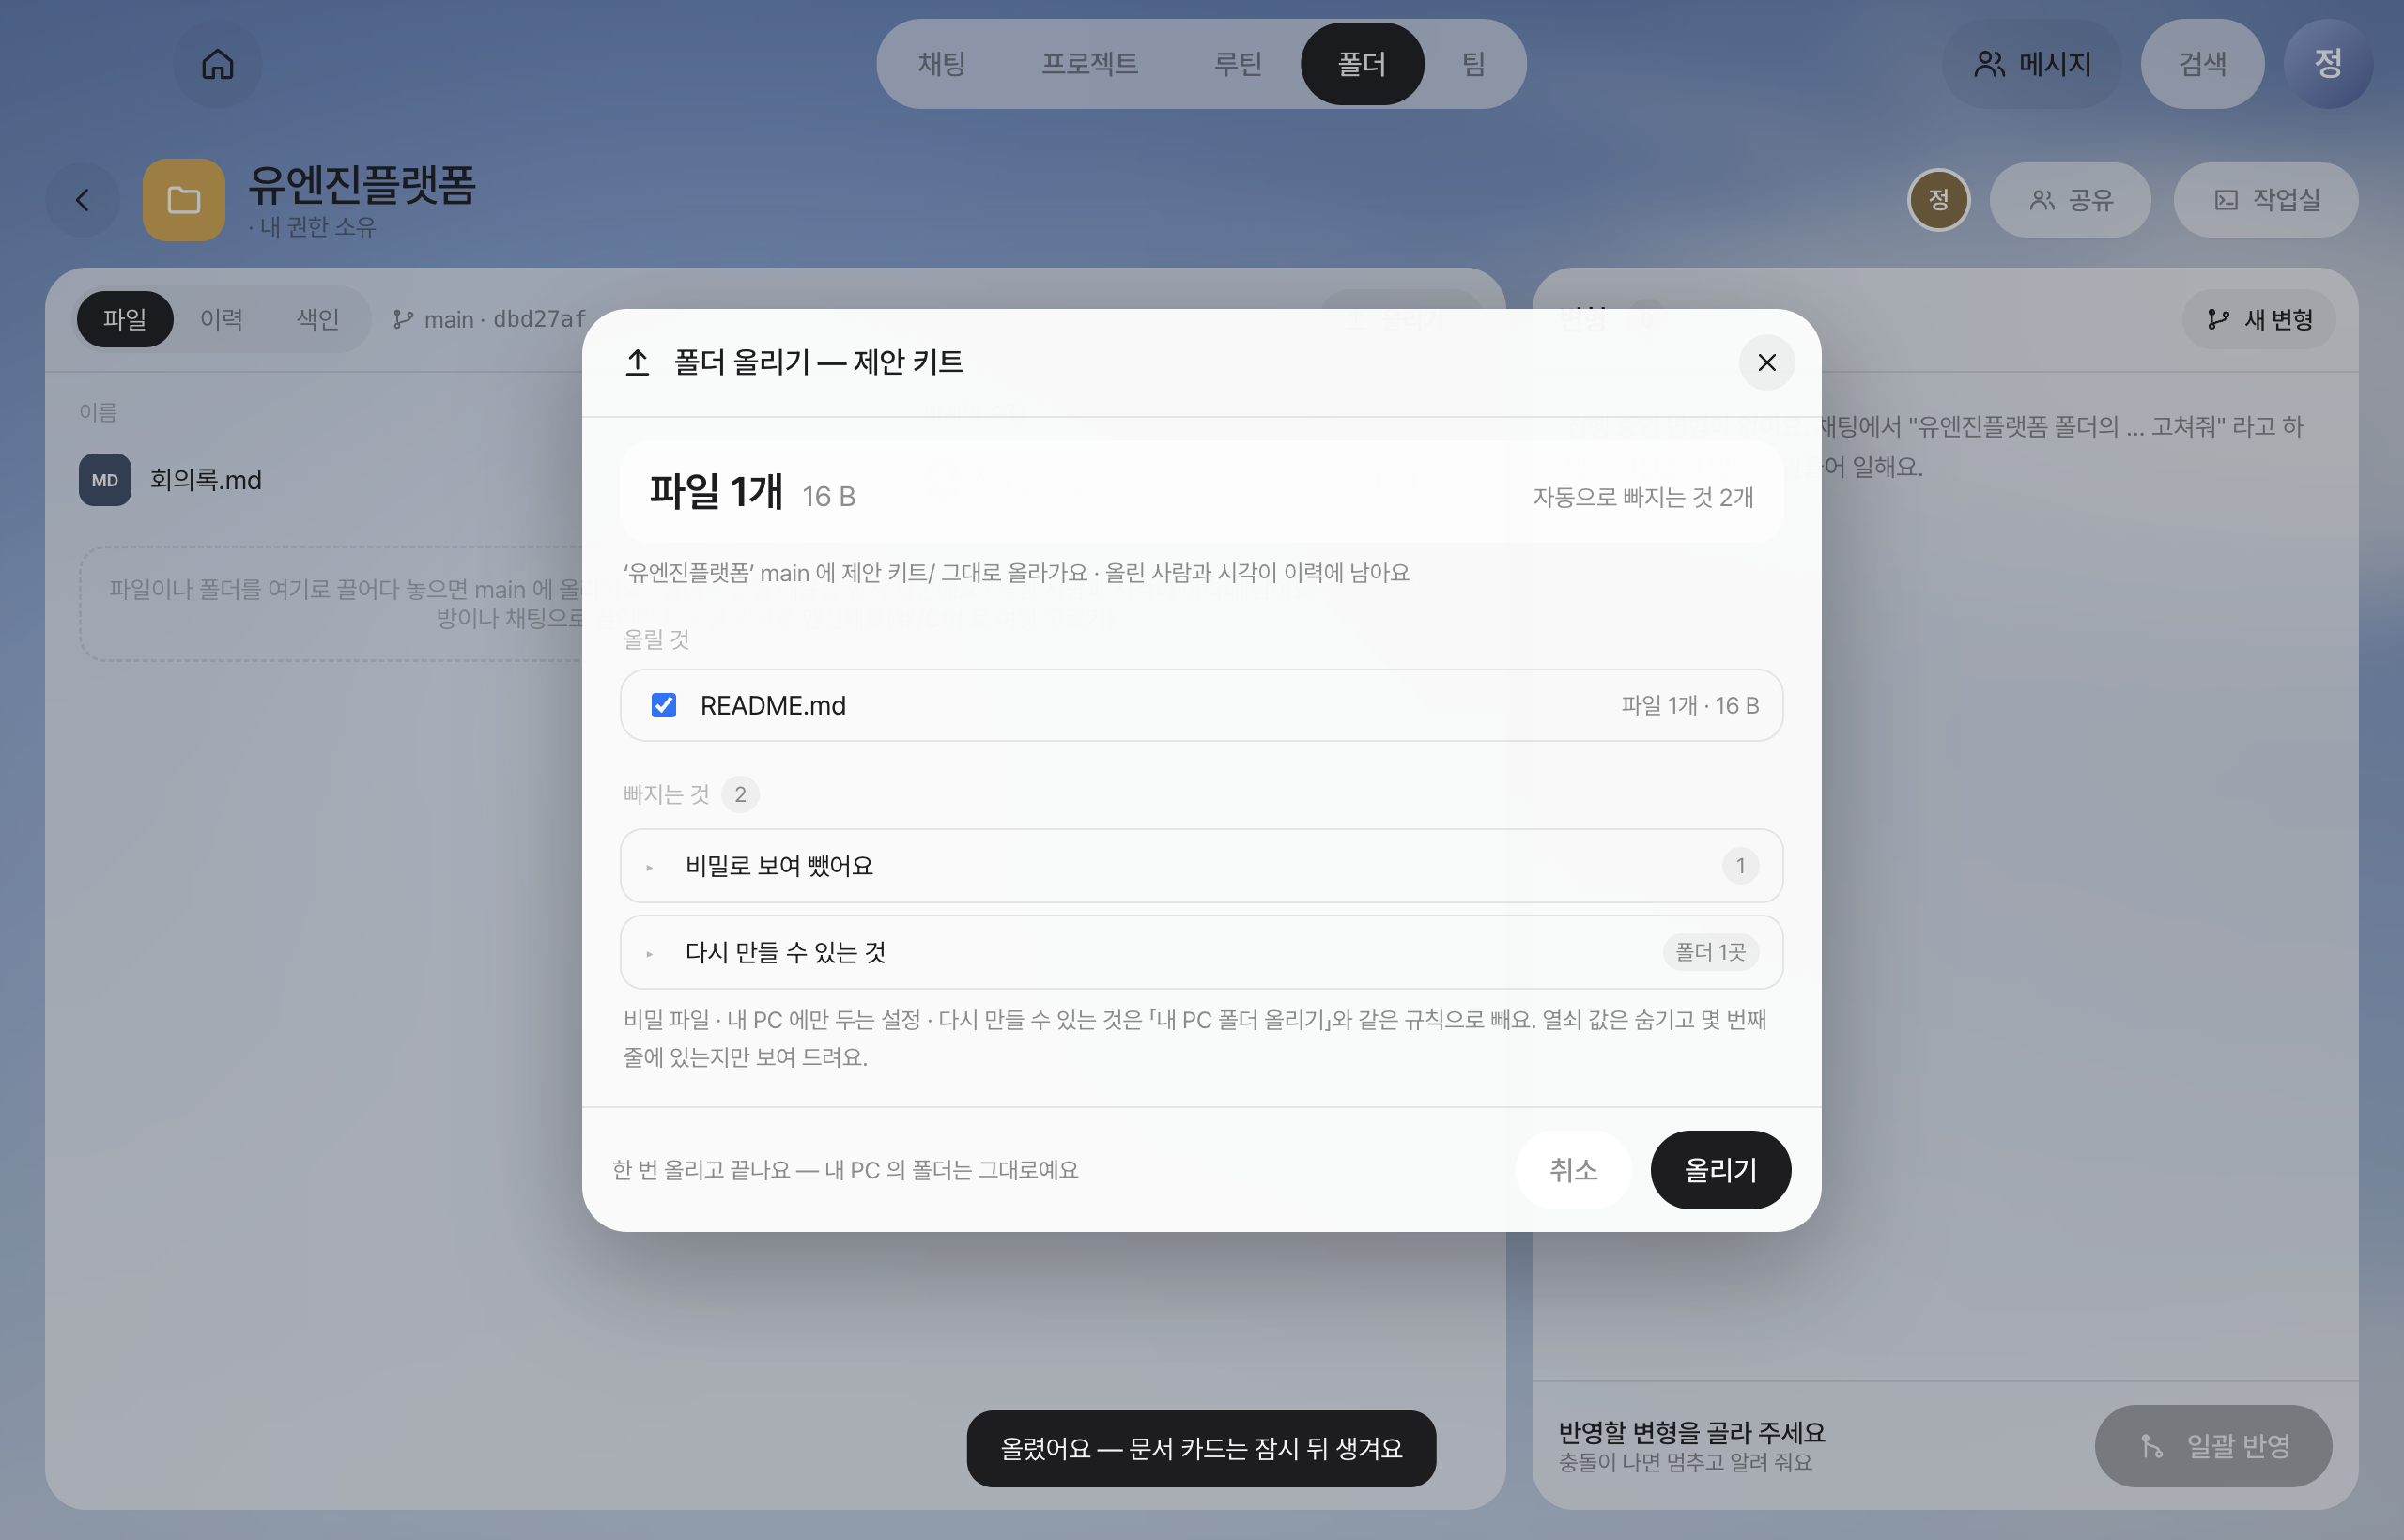 채팅
프로젝트
루틴
폴더
팀
메시지
검색
정
유엔진플랫폼
· 내 권한 소유
정
공유
작업실
파일
이력
색인
main · dbd27af
새 변형
이름
MD
회의록.md
파일이나 폴더를 여기로 끌어다 놓으면 main 에
방이나 채팅으로
채팅에서 "유엔진플랫폼 폴더의 ... 고쳐줘" 라고 하
어 일해요.
폴더 올리기 — 제안 키트
파일 1개 16 B
자동으로 빠지는 것 2개
‘유엔진플랫폼’ main 에 제안 키트/ 그대로 올라가요 · 올린 사람과 시각이 이력에 남아요
올릴 것
README.md
파일 1개 · 16 B
빠지는 것 2
▸ 비밀로 보여 뺐어요
1
▸ 다시 만들 수 있는 것
폴더 1곳
비밀 파일 · 내 PC 에만 두는 설정 · 다시 만들 수 있는 것은 「내 PC 폴더 올리기」와 같은 규칙으로 빼요. 열쇠 값은 숨기고 몇 번째
줄에 있는지만 보여 드려요.
한 번 올리고 끝나요 — 내 PC 의 폴더는 그대로예요
취소
올리기
올렸어요 — 문서 카드는 잠시 뒤 생겨요
반영할 변형을 골라 주세요
충돌이 나면 멈추고 알려 줘요
일괄 반영